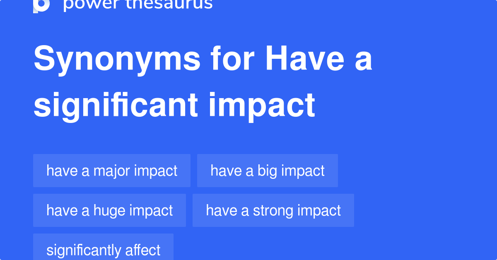 power thesaurus
Synonyms for Have a
significant impact
have a major impact have a big impact
have a huge impact have a strong impact
significantly affect